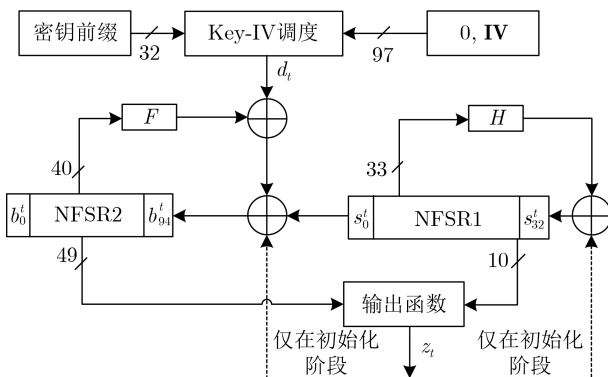 密钥前缀
32
Key-IV调度
97
0, IV
d_t
F
H
40
33
b_0^t
NFSR2
b_94^t
s_0^t
NFSR1
s_32^t
49
10
输出函数
仅在初始化
阶段
z_t
仅在初始化
阶段